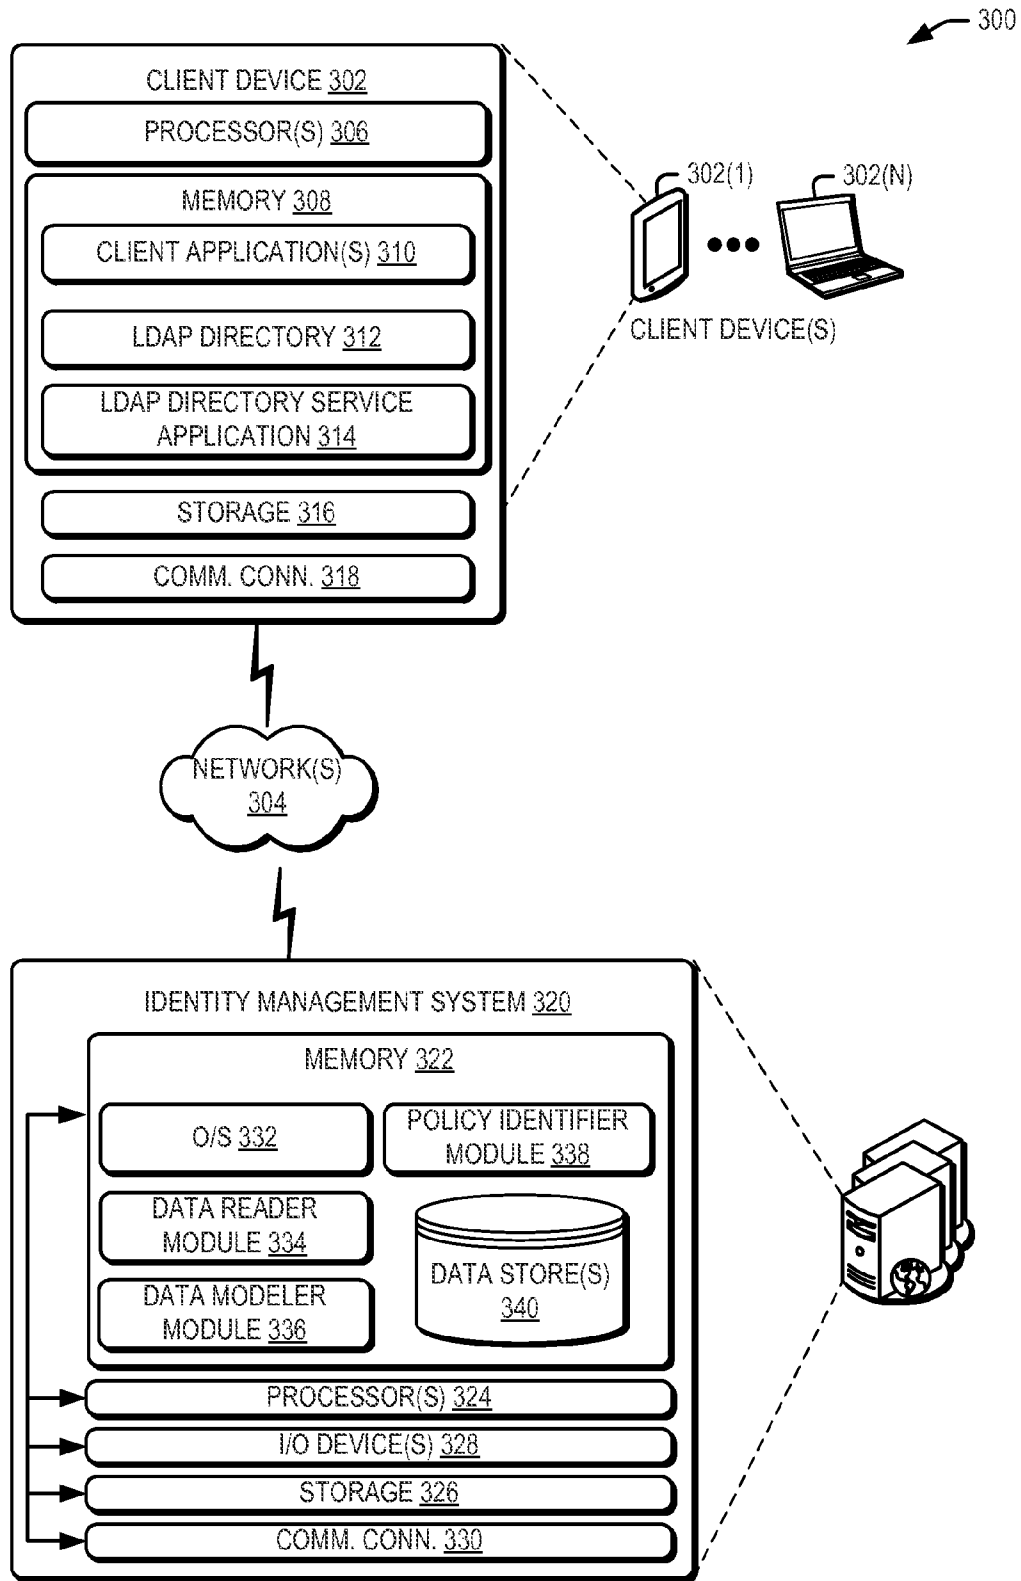 300
CLIENT DEVICE 302
PROCESSOR(S) 306
MEMORY 308
CLIENT APPLICATION(S) 310
LDAP DIRECTORY 312
LDAP DIRECTORY SERVICE
APPLICATION 314
STORAGE 316
COMM. CONN. 318
302(1)
302(N)
CLIENT DEVICE(S)
NETWORK(S)
304
IDENTITY MANAGEMENT SYSTEM 320
MEMORY 322
O/S 332
POLICY IDENTIFIER
MODULE 338
DATA READER
MODULE 334
DATA MODELER
MODULE 336
DATA STORE(S)
340
PROCESSOR(S) 324
I/O DEVICE(S) 328
STORAGE 326
COMM. CONN. 330